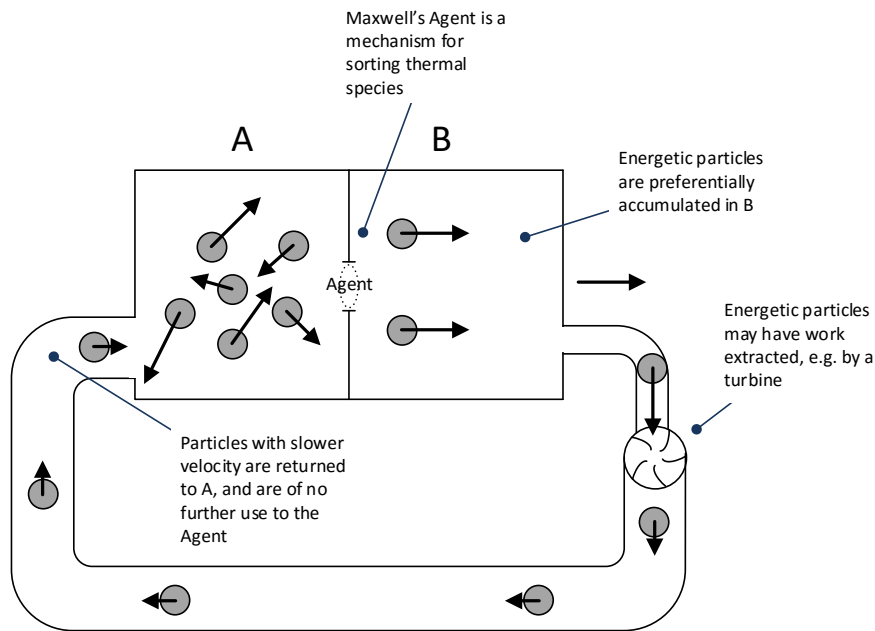 Maxwell’s Agent is a
mechanism for
sorting thermal
species
A
B
Energetic particles
are preferentially
accumulated in B
Agent
Energetic particles
may have work
extracted, e.g. by a
turbine
Particles with slower
velocity are returned
to A, and are of no
further use to the
Agent